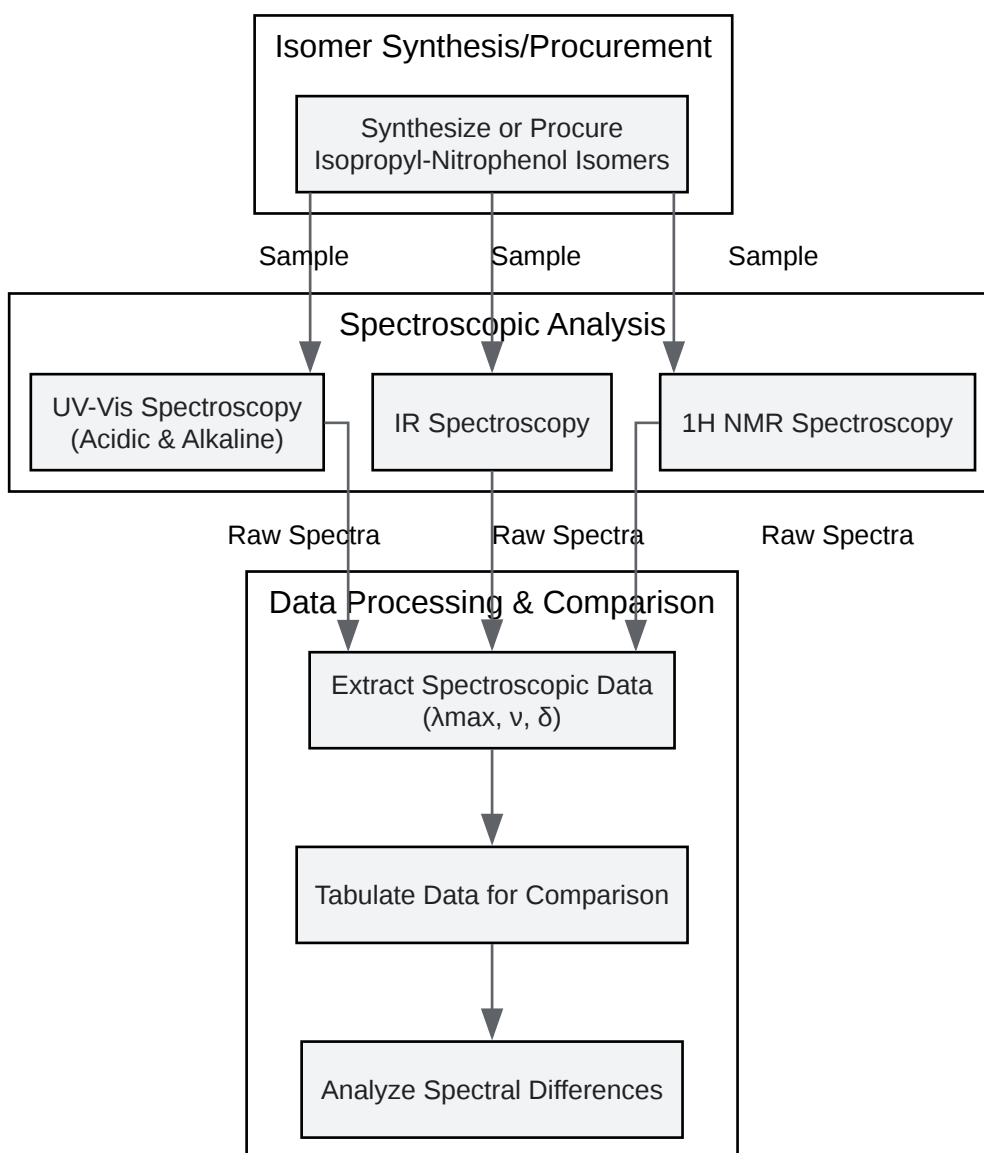 Isomer Synthesis/Procurement
Synthesize or Procure
Isopropyl-Nitrophenol Isomers
Sample
Sample
Sample
Spectroscopic Analysis
UV-Vis Spectroscopy
(Acidic & Alkaline)
IR Spectroscopy
1H NMR Spectroscopy
Raw Spectra
Raw Spectra
Raw Spectra
Data Processing & Comparison
Extract Spectroscopic Data
(λmax, ν, δ)
Tabulate Data for Comparison
Analyze Spectral Differences